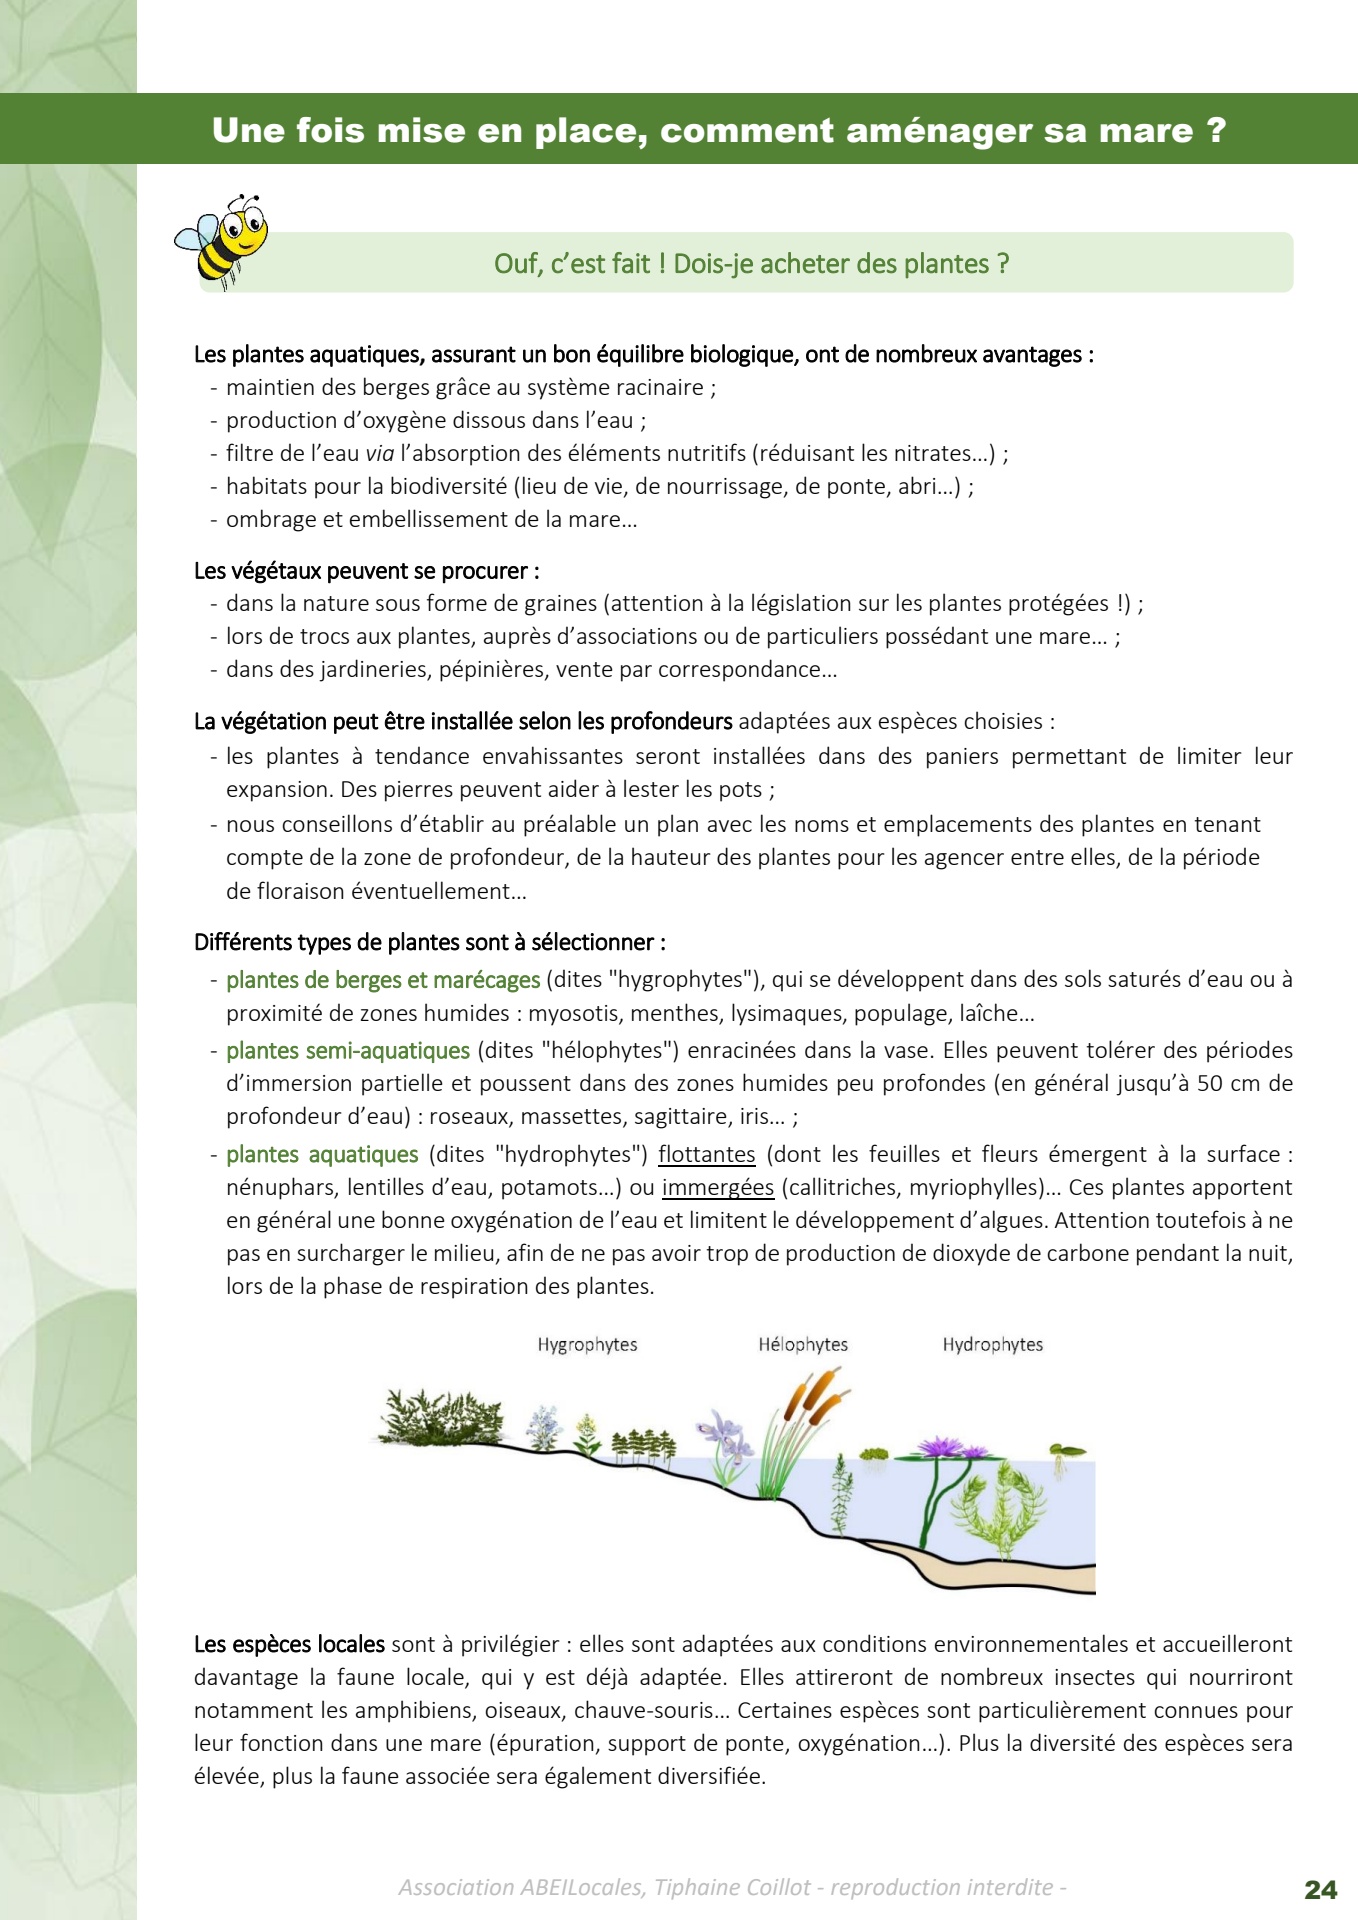 Une fois mise en place, comment aménager sa mare ?
Ouf, c’est fait ! Dois-je acheter des plantes ?
Les plantes aquatiques, assurant un bon équilibre biologique, ont de nombreux avantages :
- maintien des berges grâce au système racinaire ;
- production d’oxygène dissous dans l’eau ;
- filtre de l’eau via l’absorption des éléments nutritifs (réduisant les nitrates…) ;
- habitats pour la biodiversité (lieu de vie, de nourrissage, de ponte, abri…) ;
- ombrage et embellissement de la mare…
Les végétaux peuvent se procurer :
- dans la nature sous forme de graines (attention à la législation sur les plantes protégées !) ;
- lors de trocs aux plantes, auprès d’associations ou de particuliers possédant une mare… ;
- dans des jardineries, pépinières, vente par correspondance…
La végétation peut être installée selon les profondeurs adaptées aux espèces choisies :
- les plantes à tendance envahissantes seront installées dans des paniers permettant de limiter leur
expansion. Des pierres peuvent aider à lester les pots ;
- nous conseillons d’établir au préalable un plan avec les noms et emplacements des plantes en tenant
compte de la zone de profondeur, de la hauteur des plantes pour les agencer entre elles, de la période
de floraison éventuellement…
Différents types de plantes sont à sélectionner :
- plantes de berges et marécages (dites "hygrophytes"), qui se développent dans des sols saturés d’eau ou à
proximité de zones humides : myosotis, menthes, lysimaques, populage, laîche…
- plantes semi-aquatiques (dites "hélophytes") enracinées dans la vase. Elles peuvent tolérer des périodes
d’immersion partielle et poussent dans des zones humides peu profondes (en général jusqu’à 50 cm de
profondeur d’eau) : roseaux, massettes, sagittaire, iris… ;
- plantes aquatiques (dites "hydrophytes") flottantes (dont les feuilles et fleurs émergent à la surface :
nénuphars, lentilles d’eau, potamots…) ou immergées (callitriches, myriophylles)… Ces plantes apportent
en général une bonne oxygénation de l’eau et limitent le développement d’algues. Attention toutefois à ne
pas en surcharger le milieu, afin de ne pas avoir trop de production de dioxyde de carbone pendant la nuit,
lors de la phase de respiration des plantes.
Hygrophytes Hélophytes Hydrophytes
Les espèces locales sont à privilégier : elles sont adaptées aux conditions environnementales et accueilleront
davantage la faune locale, qui y est déjà adaptée. Elles attireront de nombreux insectes qui nourriront
notamment les amphibiens, oiseaux, chauve-souris… Certaines espèces sont particulièrement connues pour
leur fonction dans une mare (épuration, support de ponte, oxygénation…). Plus la diversité des espèces sera
élevée, plus la faune associée sera également diversifiée.
Association ABEILocales, Tiphaine Coillot - reproduction interdite -
24